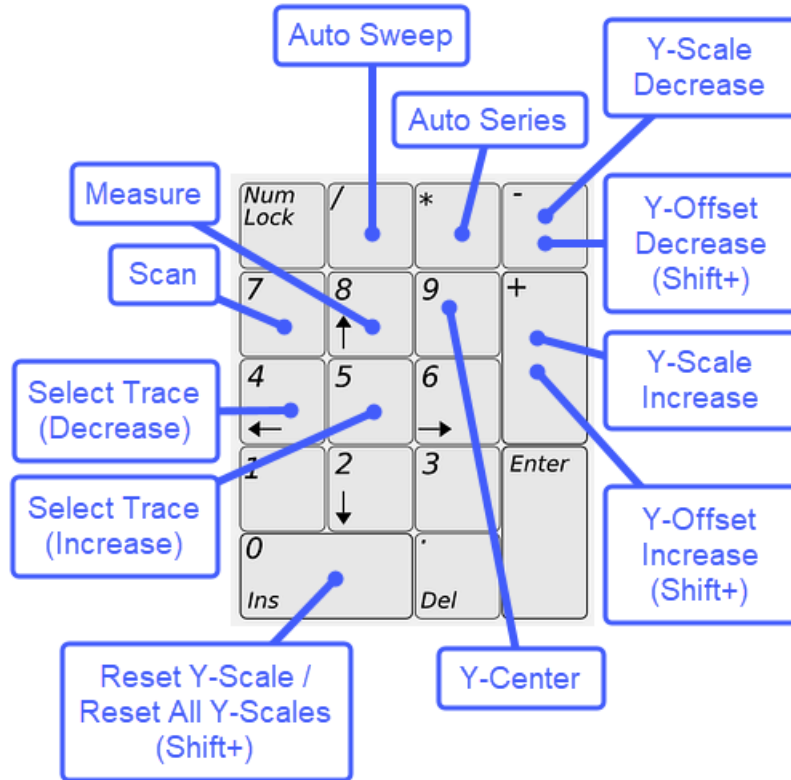 Auto Sweep
Y-Scale
Decrease
Auto Series
Measure
Num
Lock
/
*
-
Y-Offset
Decrease
(Shift+)
Scan
7
8
9
+
Y-Scale
Increase
Select Trace
(Decrease)
4
5
6
Select Trace
(Increase)
1
2
3
Enter
Y-Offset
Increase
(Shift+)
0
Ins
.
Del
Reset Y-Scale /
Reset All Y-Scales
(Shift+)
Y-Center